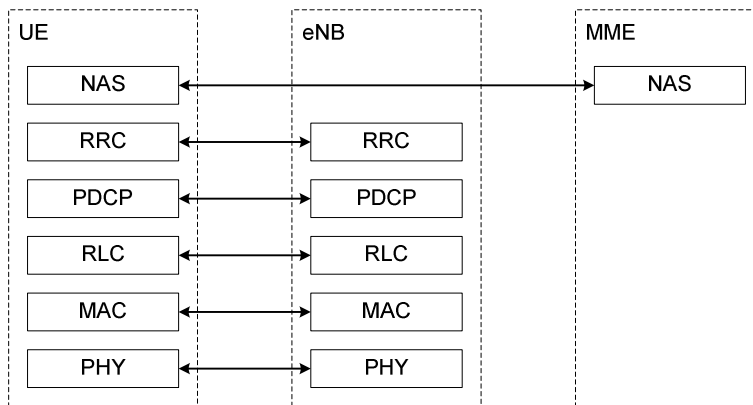 UE
eNB
MME
NAS
NAS
RRC
RRC
PDCP
PDCP
RLC
RLC
MAC
MAC
PHY
PHY